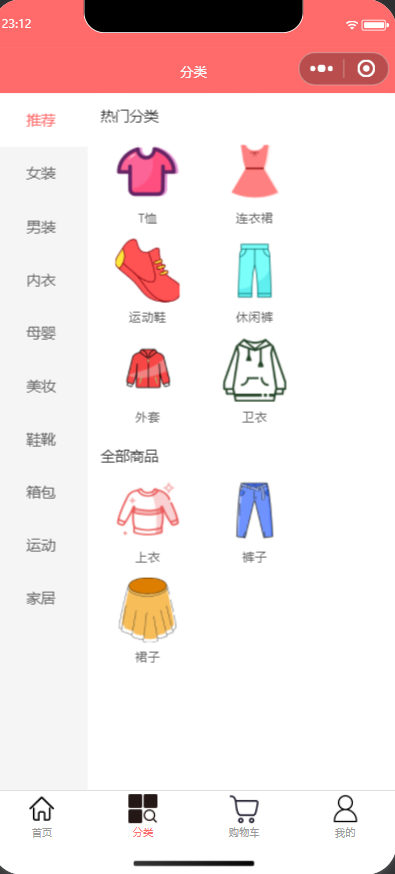 23:12
分类
推荐
女装
男装
内衣
母婴
美妆
鞋靴
箱包
运动
家居
热门分类
T恤
连衣裙
运动鞋
休闲裤
外套
卫衣
全部商品
上衣
裤子
裙子
首页
分类
购物车
我的